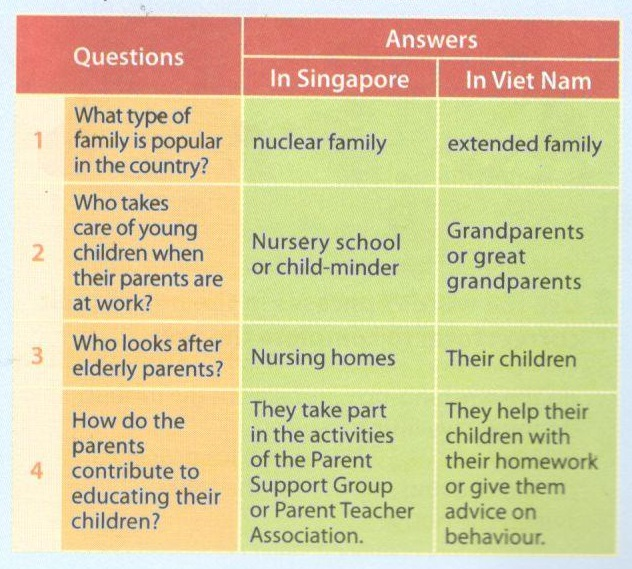 Questions
Answers
In Singapore
In Viet Nam
1
What type of
family is popular
in the country?
nuclear family
extended family
2
Who takes
care of young
children when
their parents are
at work?
Nursery school
or child-minder
Grandparents
or great
grandparents
3
Who looks after
elderly parents?
Nursing homes
Their children
4
How do the
parents
contribute to
educating their
children?
They take part
in the activities
of the Parent
Support Group
or Parent Teacher
Association.
They help their
children with
their homework
or give them
advice on
behaviour.